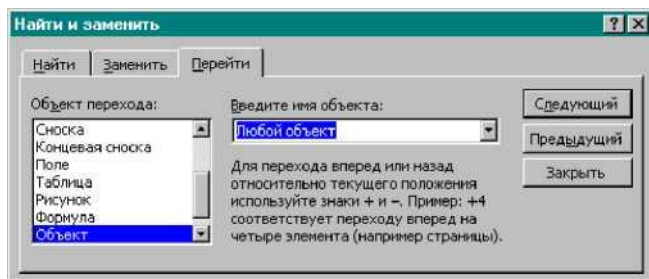 Найти и заменить
Найти
Заменить
Перейти
Объект перехода:
Сноска
Концевая сноска
Поле
Таблица
Рисунок
Формула
Объект
Введите имя объекта:
Любой объект
Для перехода вперед или назад
относительно текущего положения
используйте знаки + и –. Пример: +4
соответствует переходу вперед на
четыре элемента (например страницы).
Следующий
Предыдущий
Закрыть